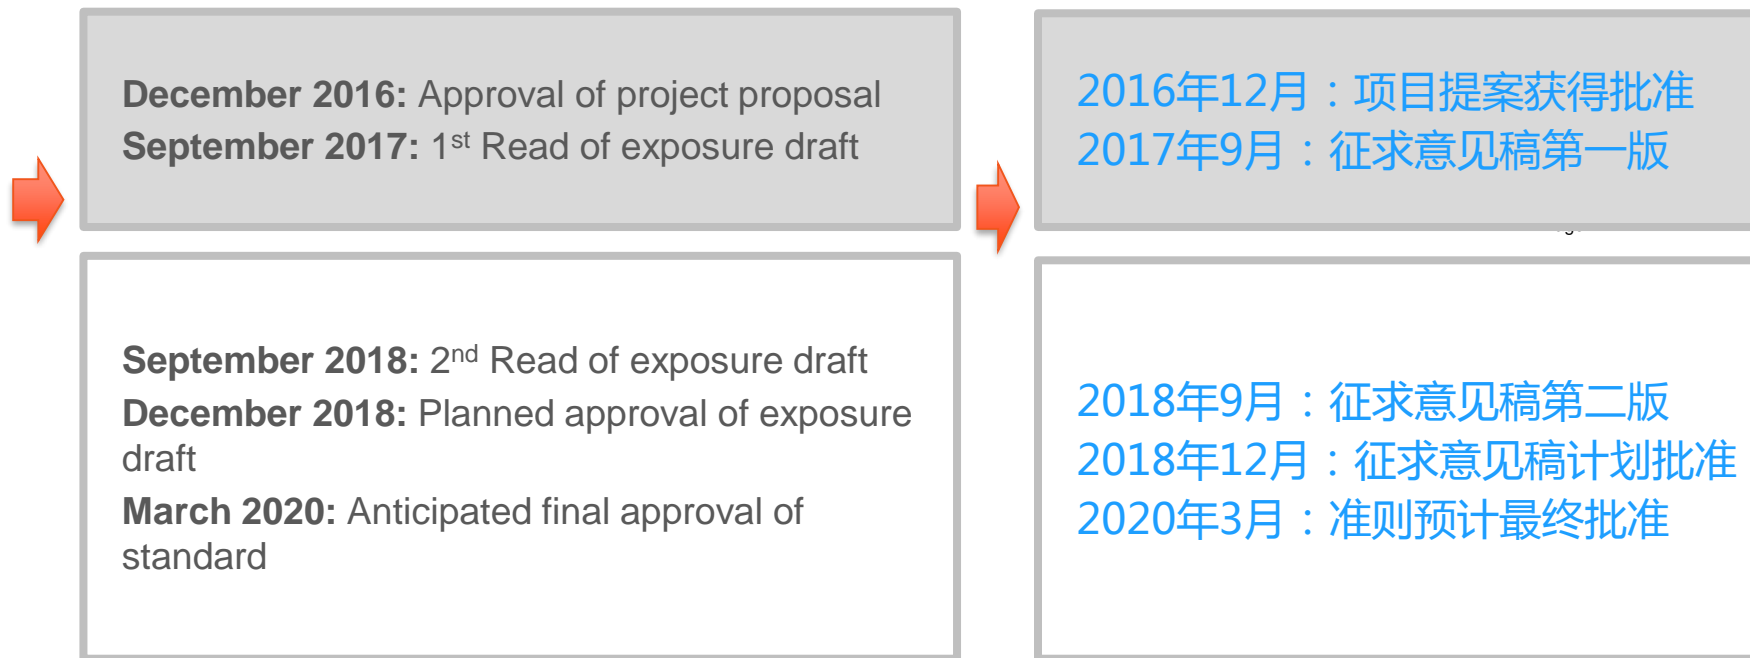 December 2016: Approval of project proposal
September 2017: 1st Read of exposure draft
September 2018: 2nd Read of exposure draft
December 2018: Planned approval of exposure
draft
March 2020: Anticipated final approval of
standard
2016年12月：项目提案获得批准
2017年9月：征求意见稿第一版
2018年9月：征求意见稿第二版
2018年12月：征求意见稿计划批准
2020年3月：准则预计最终批准